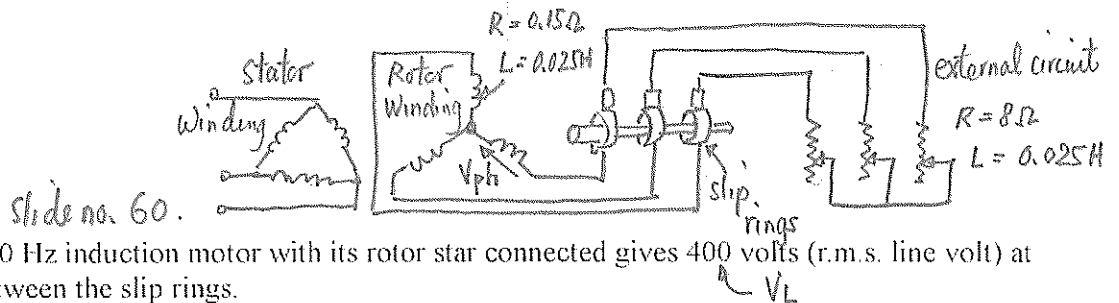 R = 0.15Ω
L = 0.025H
Stator
Winding
Rotor
Winding
Vph
slip
rings
external circuit
R = 8Ω
L = 0.025H
Slide no. 60.
0 Hz induction motor with its rotor star connected gives 400 volts (r.m.s. line volt) at
tween the slip rings.
VL